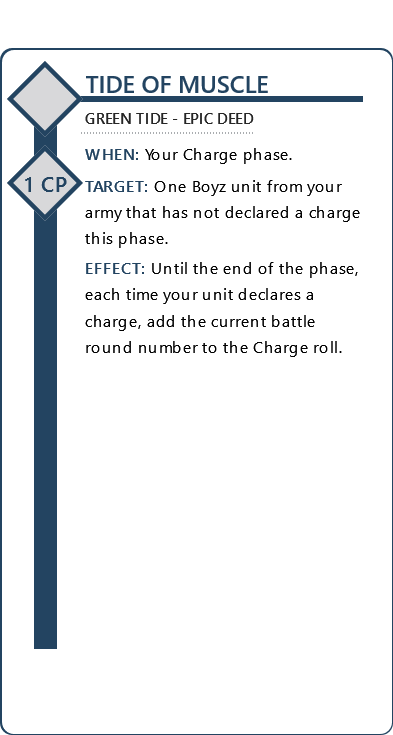 TIDE OF MUSCLE
GREEN TIDE - EPIC DEED
WHEN: Your Charge phase.
1 CP
TARGET: One Boyz unit from your
army that has not declared a charge
this phase.
EFFECT: Until the end of the phase,
each time your unit declares a
charge, add the current battle
round number to the Charge roll.